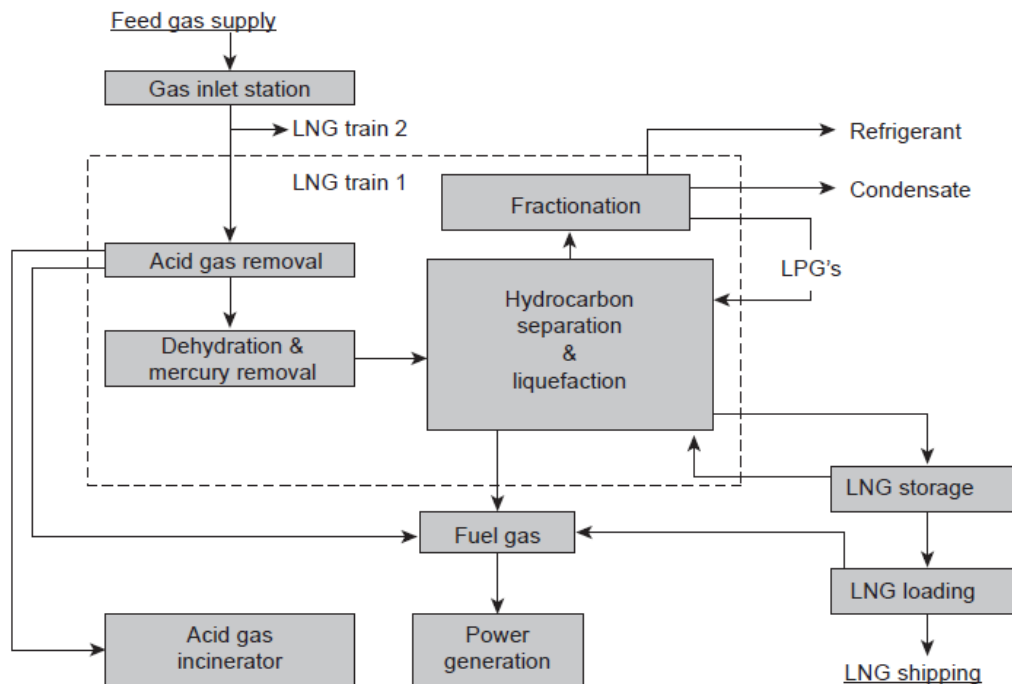 Feed gas supply
Gas inlet station
LNG train 2
LNG train 1
Refrigerant
Condensate
Fractionation
LPG's
Acid gas removal
Hydrocarbon
separation
&
liquefaction
Dehydration &
mercury removal
LNG storage
Fuel gas
LNG loading
Acid gas
incinerator
Power
generation
LNG shipping